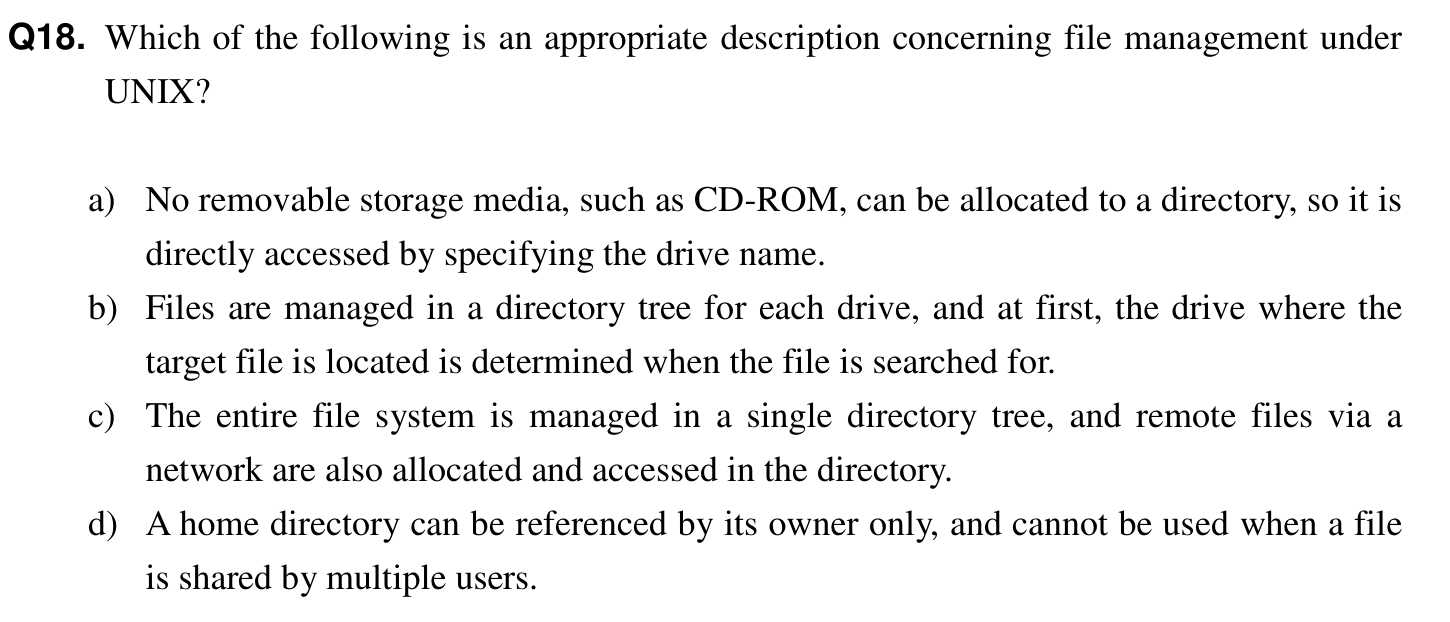 Q18. Which of the following is an appropriate description concerning file management under
UNIX?
a) No removable storage media, such as CD-ROM, can be allocated to a directory, so it is
directly accessed by specifying the drive name.
b) Files are managed in a directory tree for each drive, and at first, the drive where the
target file is located is determined when the file is searched for.
c) The entire file system is managed in a single directory tree, and remote files via a
network are also allocated and accessed in the directory.
d) A home directory can be referenced by its owner only, and cannot be used when a file
is shared by multiple users.